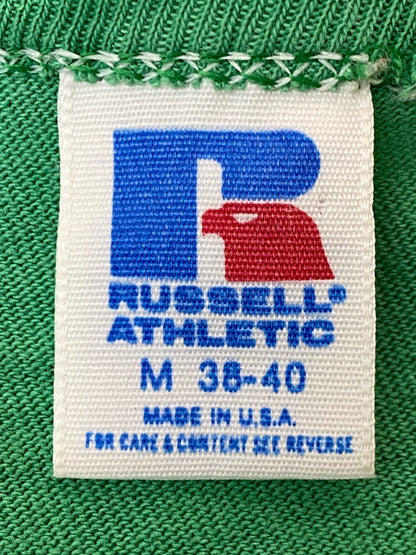 RUSSELL®
ATHLETIC
M 38-40
MADE IN U.S.A.
FOR CARE & CONTENT SEE REVERSE